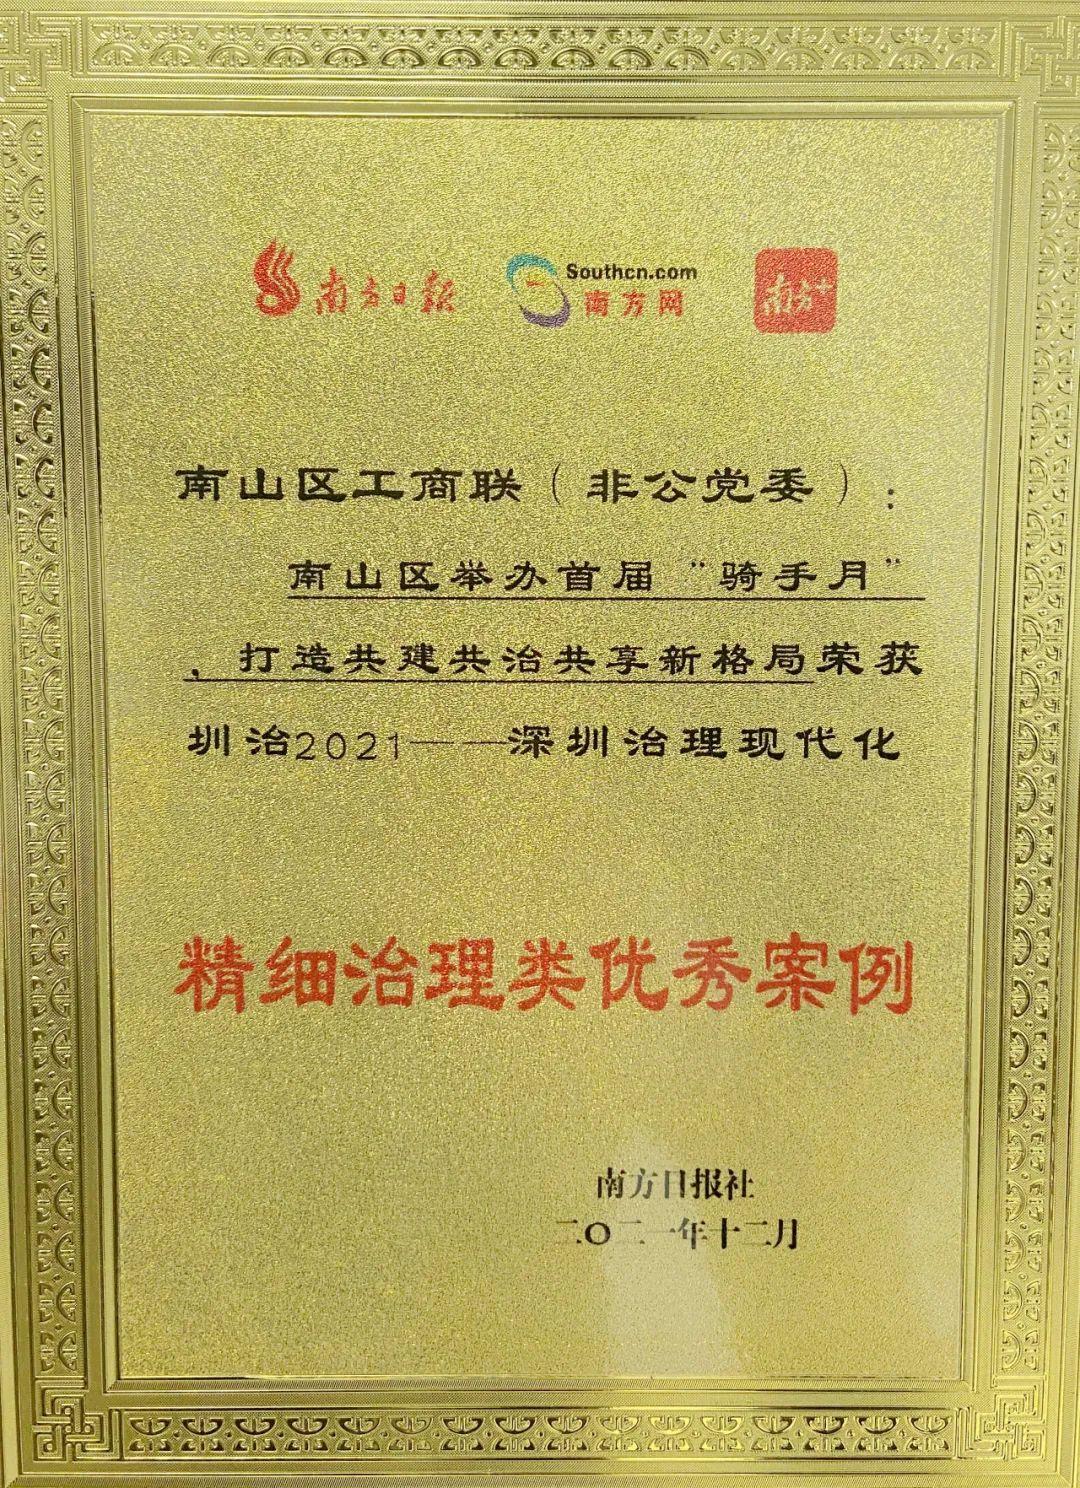 南方日报 Southcn.com 南方网 南方+
南山区工商联（非公党委）：
南山区举办首届“骑手月”
、打造共建共治共享新格局荣获
圳治2021——深圳治理现代化
精细治理类优秀案例
南方日报社
二〇二一年十二月